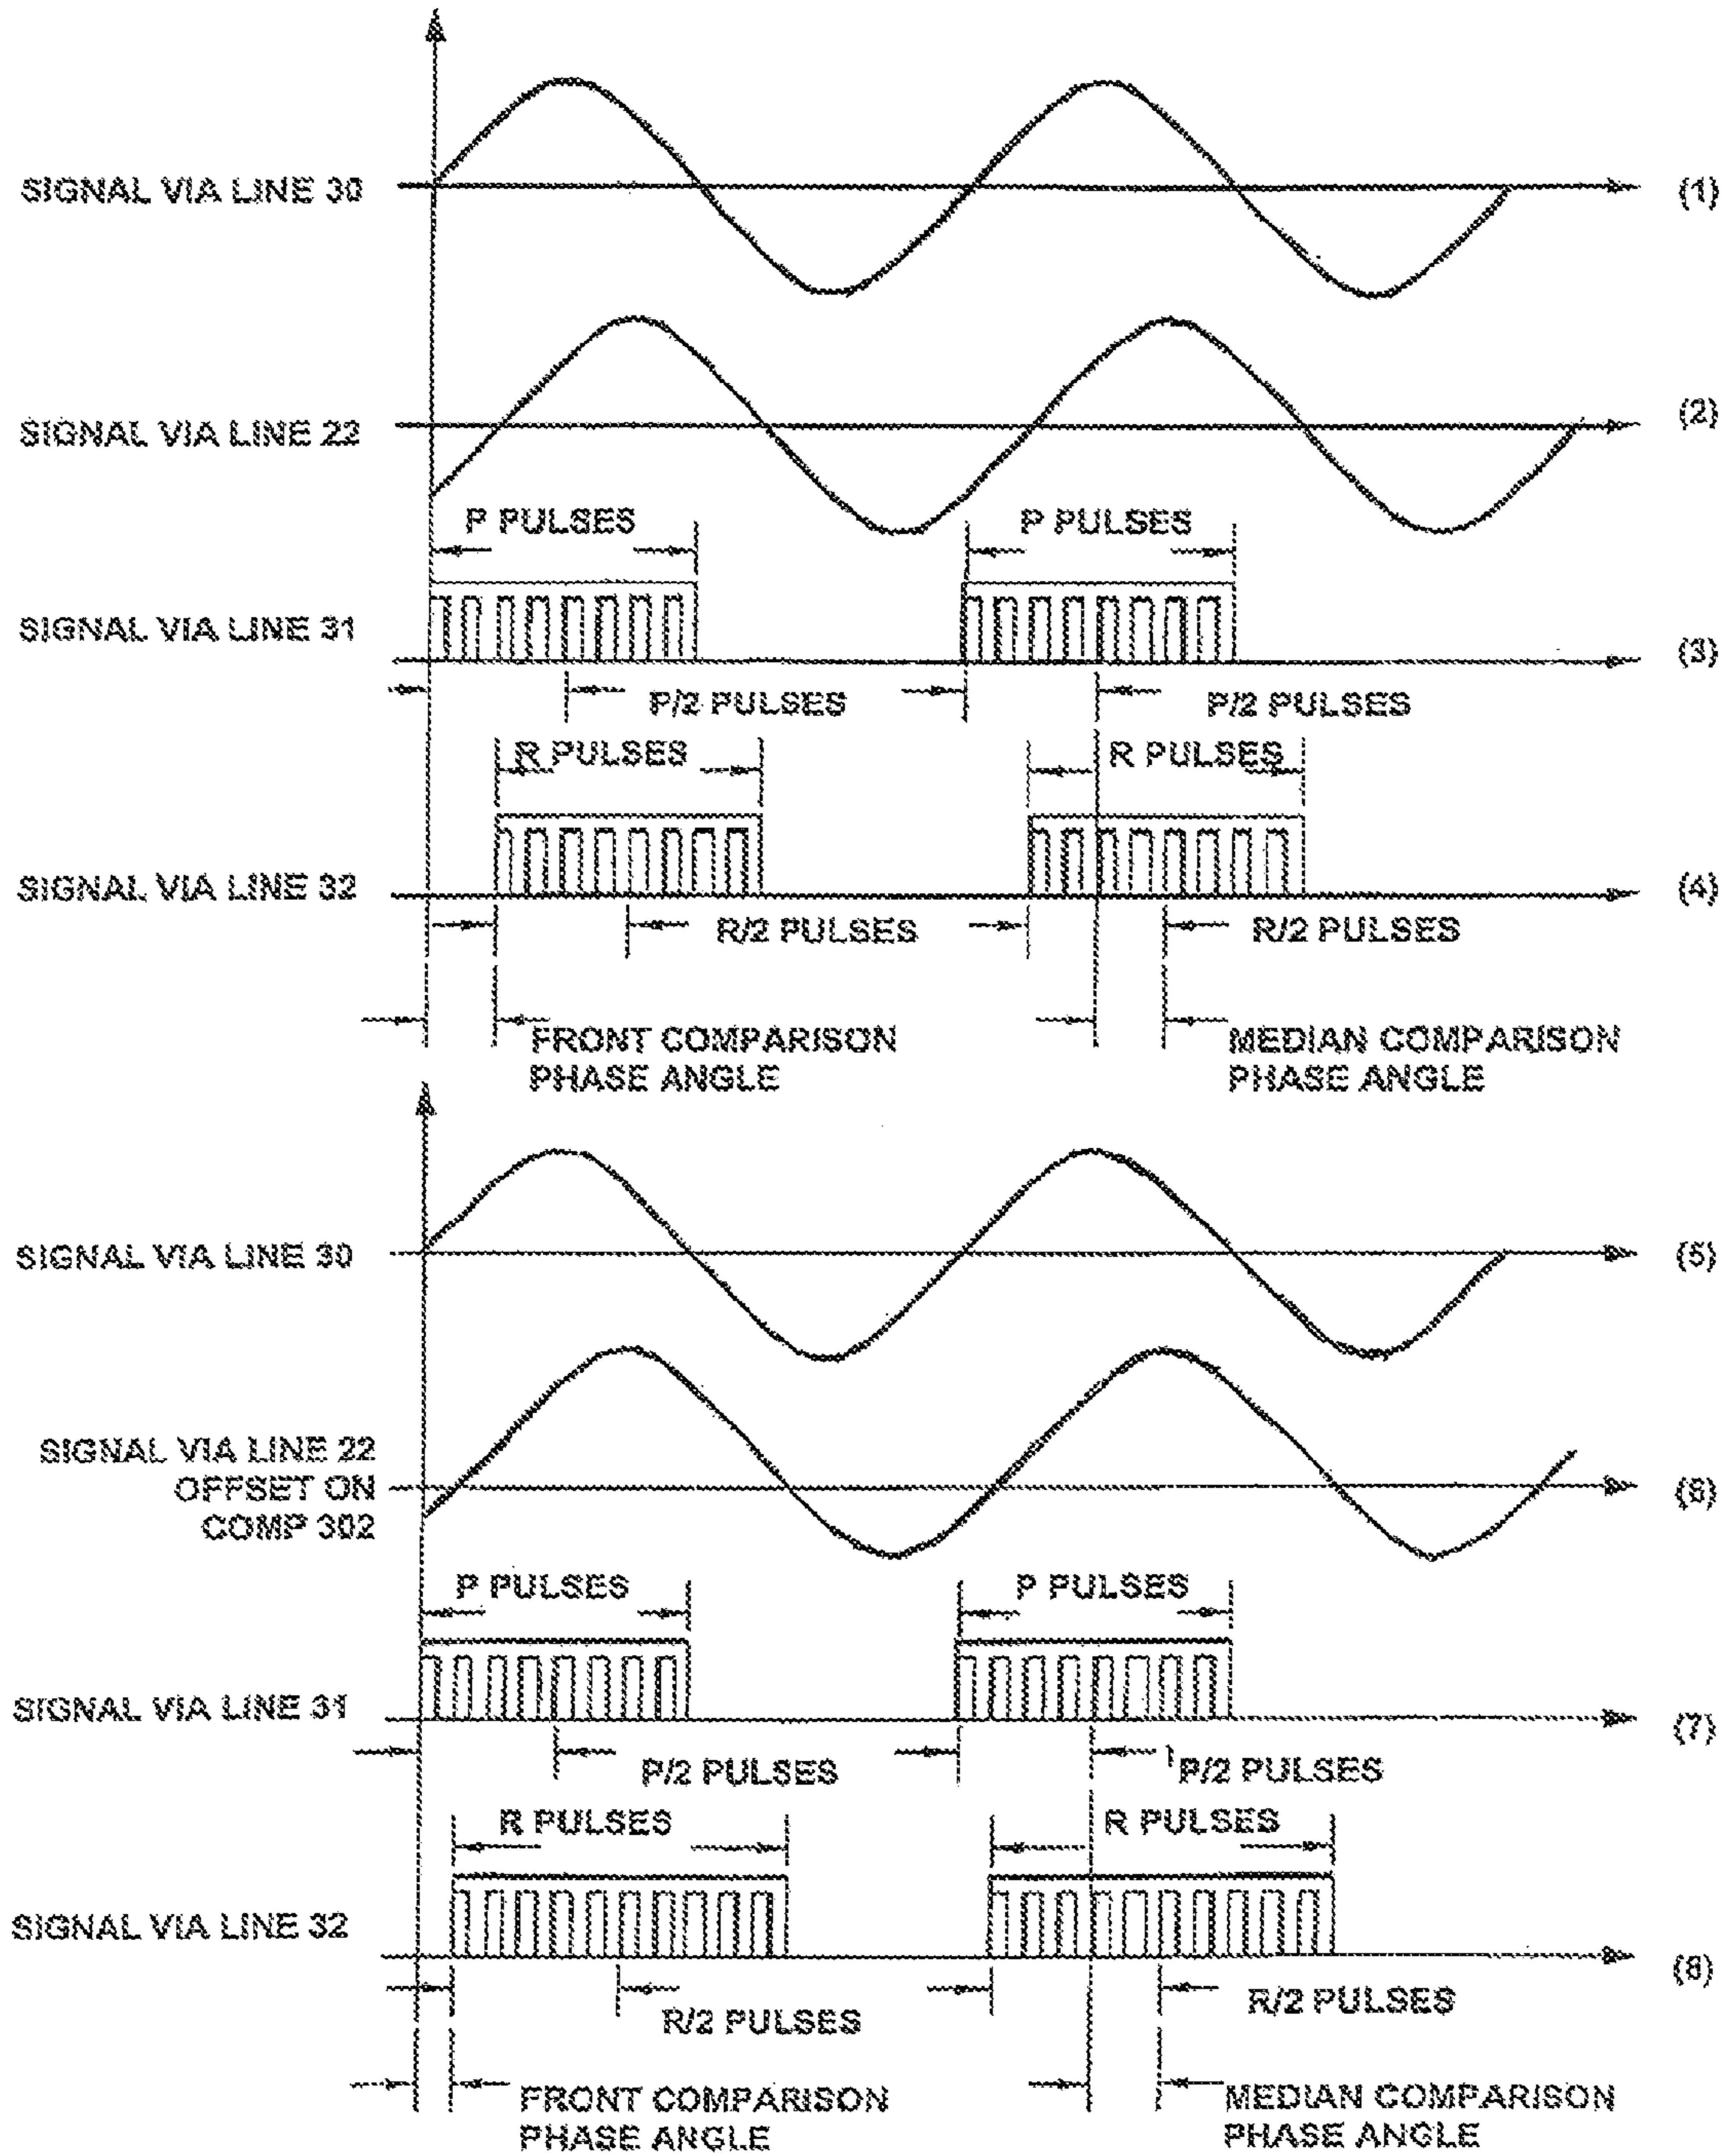 SIGNAL VIA LINE 30
(1)
SIGNAL VIA LINE 22
(2)
P PULSES
P PULSES
SIGNAL VIA LINE 31
(3)
P/2 PULSES
P/2 PULSES
R PULSES
R PULSES
SIGNAL VIA LINE 32
(4)
R/2 PULSES
R/2 PULSES
FRONT COMPARISON
PHASE ANGLE
MEDIAN COMPARISON
PHASE ANGLE
SIGNAL VIA LINE 30
(5)
SIGNAL VIA LINE 22
OFFSET ON
COMP 302
(6)
P PULSES
P PULSES
SIGNAL VIA LINE 31
(7)
P/2 PULSES
P/2 PULSES
R PULSES
R PULSES
SIGNAL VIA LINE 32
(8)
R/2 PULSES
R/2 PULSES
FRONT COMPARISON
PHASE ANGLE
MEDIAN COMPARISON
PHASE ANGLE